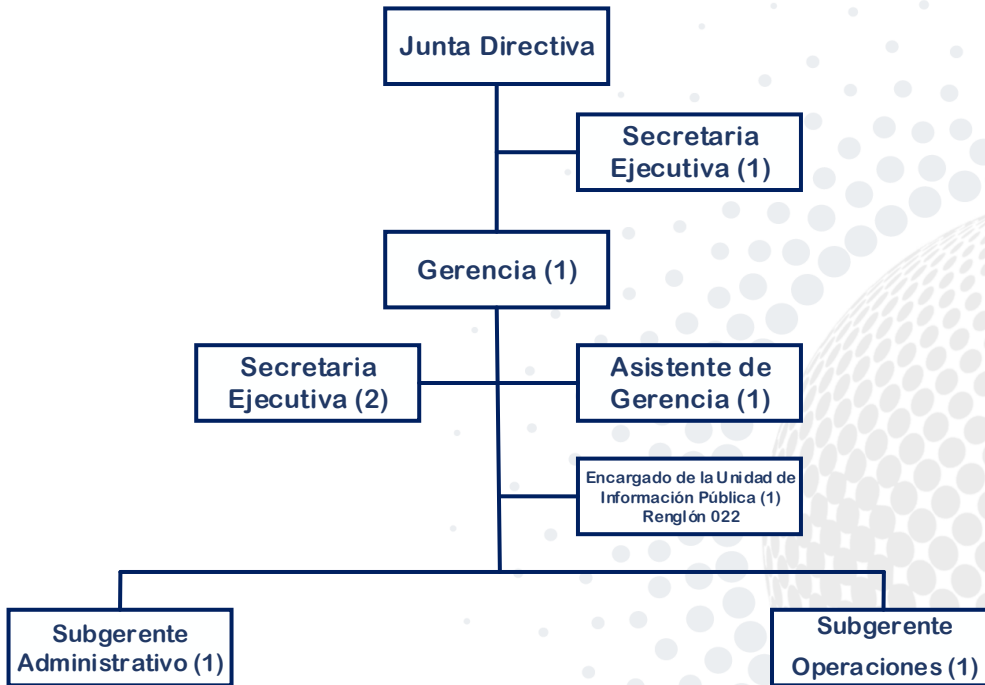 Junta Directiva
Secretaria
Ejecutiva (1)
Gerencia (1)
Secretaria
Ejecutiva (2)
Asistente de
Gerencia (1)
Encargado de la Unidad de
Información Pública (1)
Renglón 022
Subgerente
Administrativo (1)
Subgerente
Operaciones (1)